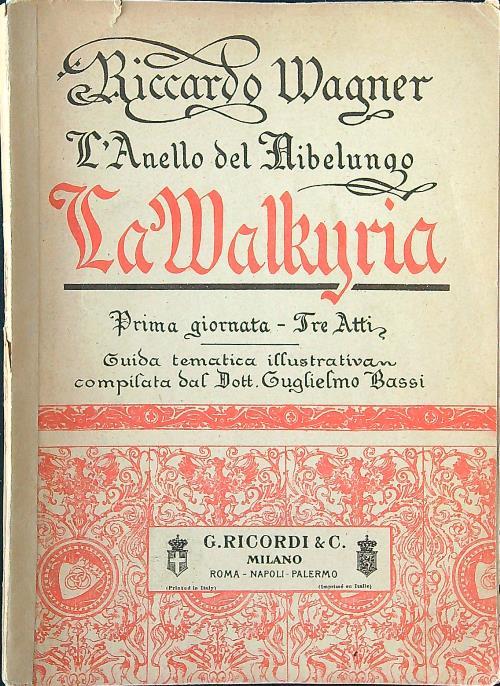 Riccardo Wagner
L'Anello del Nibelungo
La Walkyria
Prima giornata - Tre Atti
Guida tematica illustrativa
compilata dal Dott. Guglielmo Bassi
G. RICORDI & C.
MILANO
ROMA - NAPOLI - PALERMO
(Printed in Italy) (Imprimé en Italie)